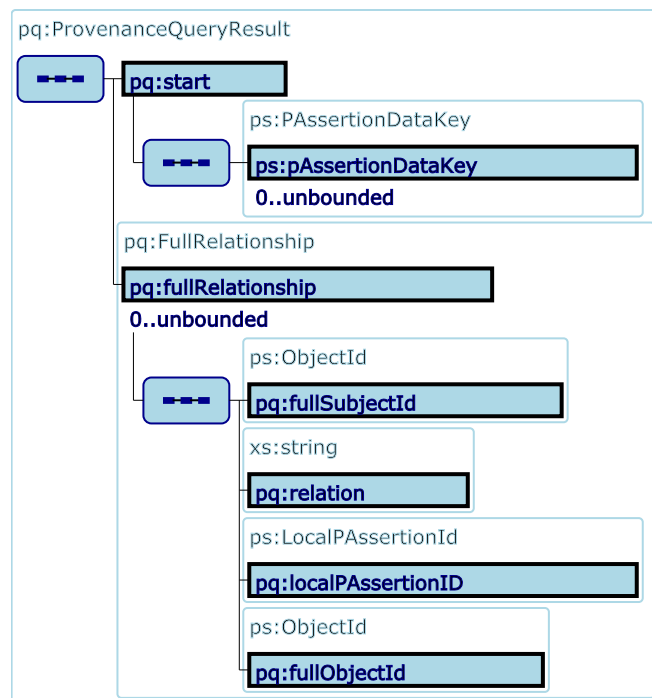 pq:ProvenanceQueryResult
pq:start
ps:PAssertionDataKey
ps:pAssertionDataKey
0..unbounded
pq:FullRelationship
pq:fullRelationship
0..unbounded
ps:ObjectId
pq:fullSubjectId
xs:string
pq:relation
ps:LocalPAssertionId
pq:localPAssertionID
ps:ObjectId
pq:fullObjectId